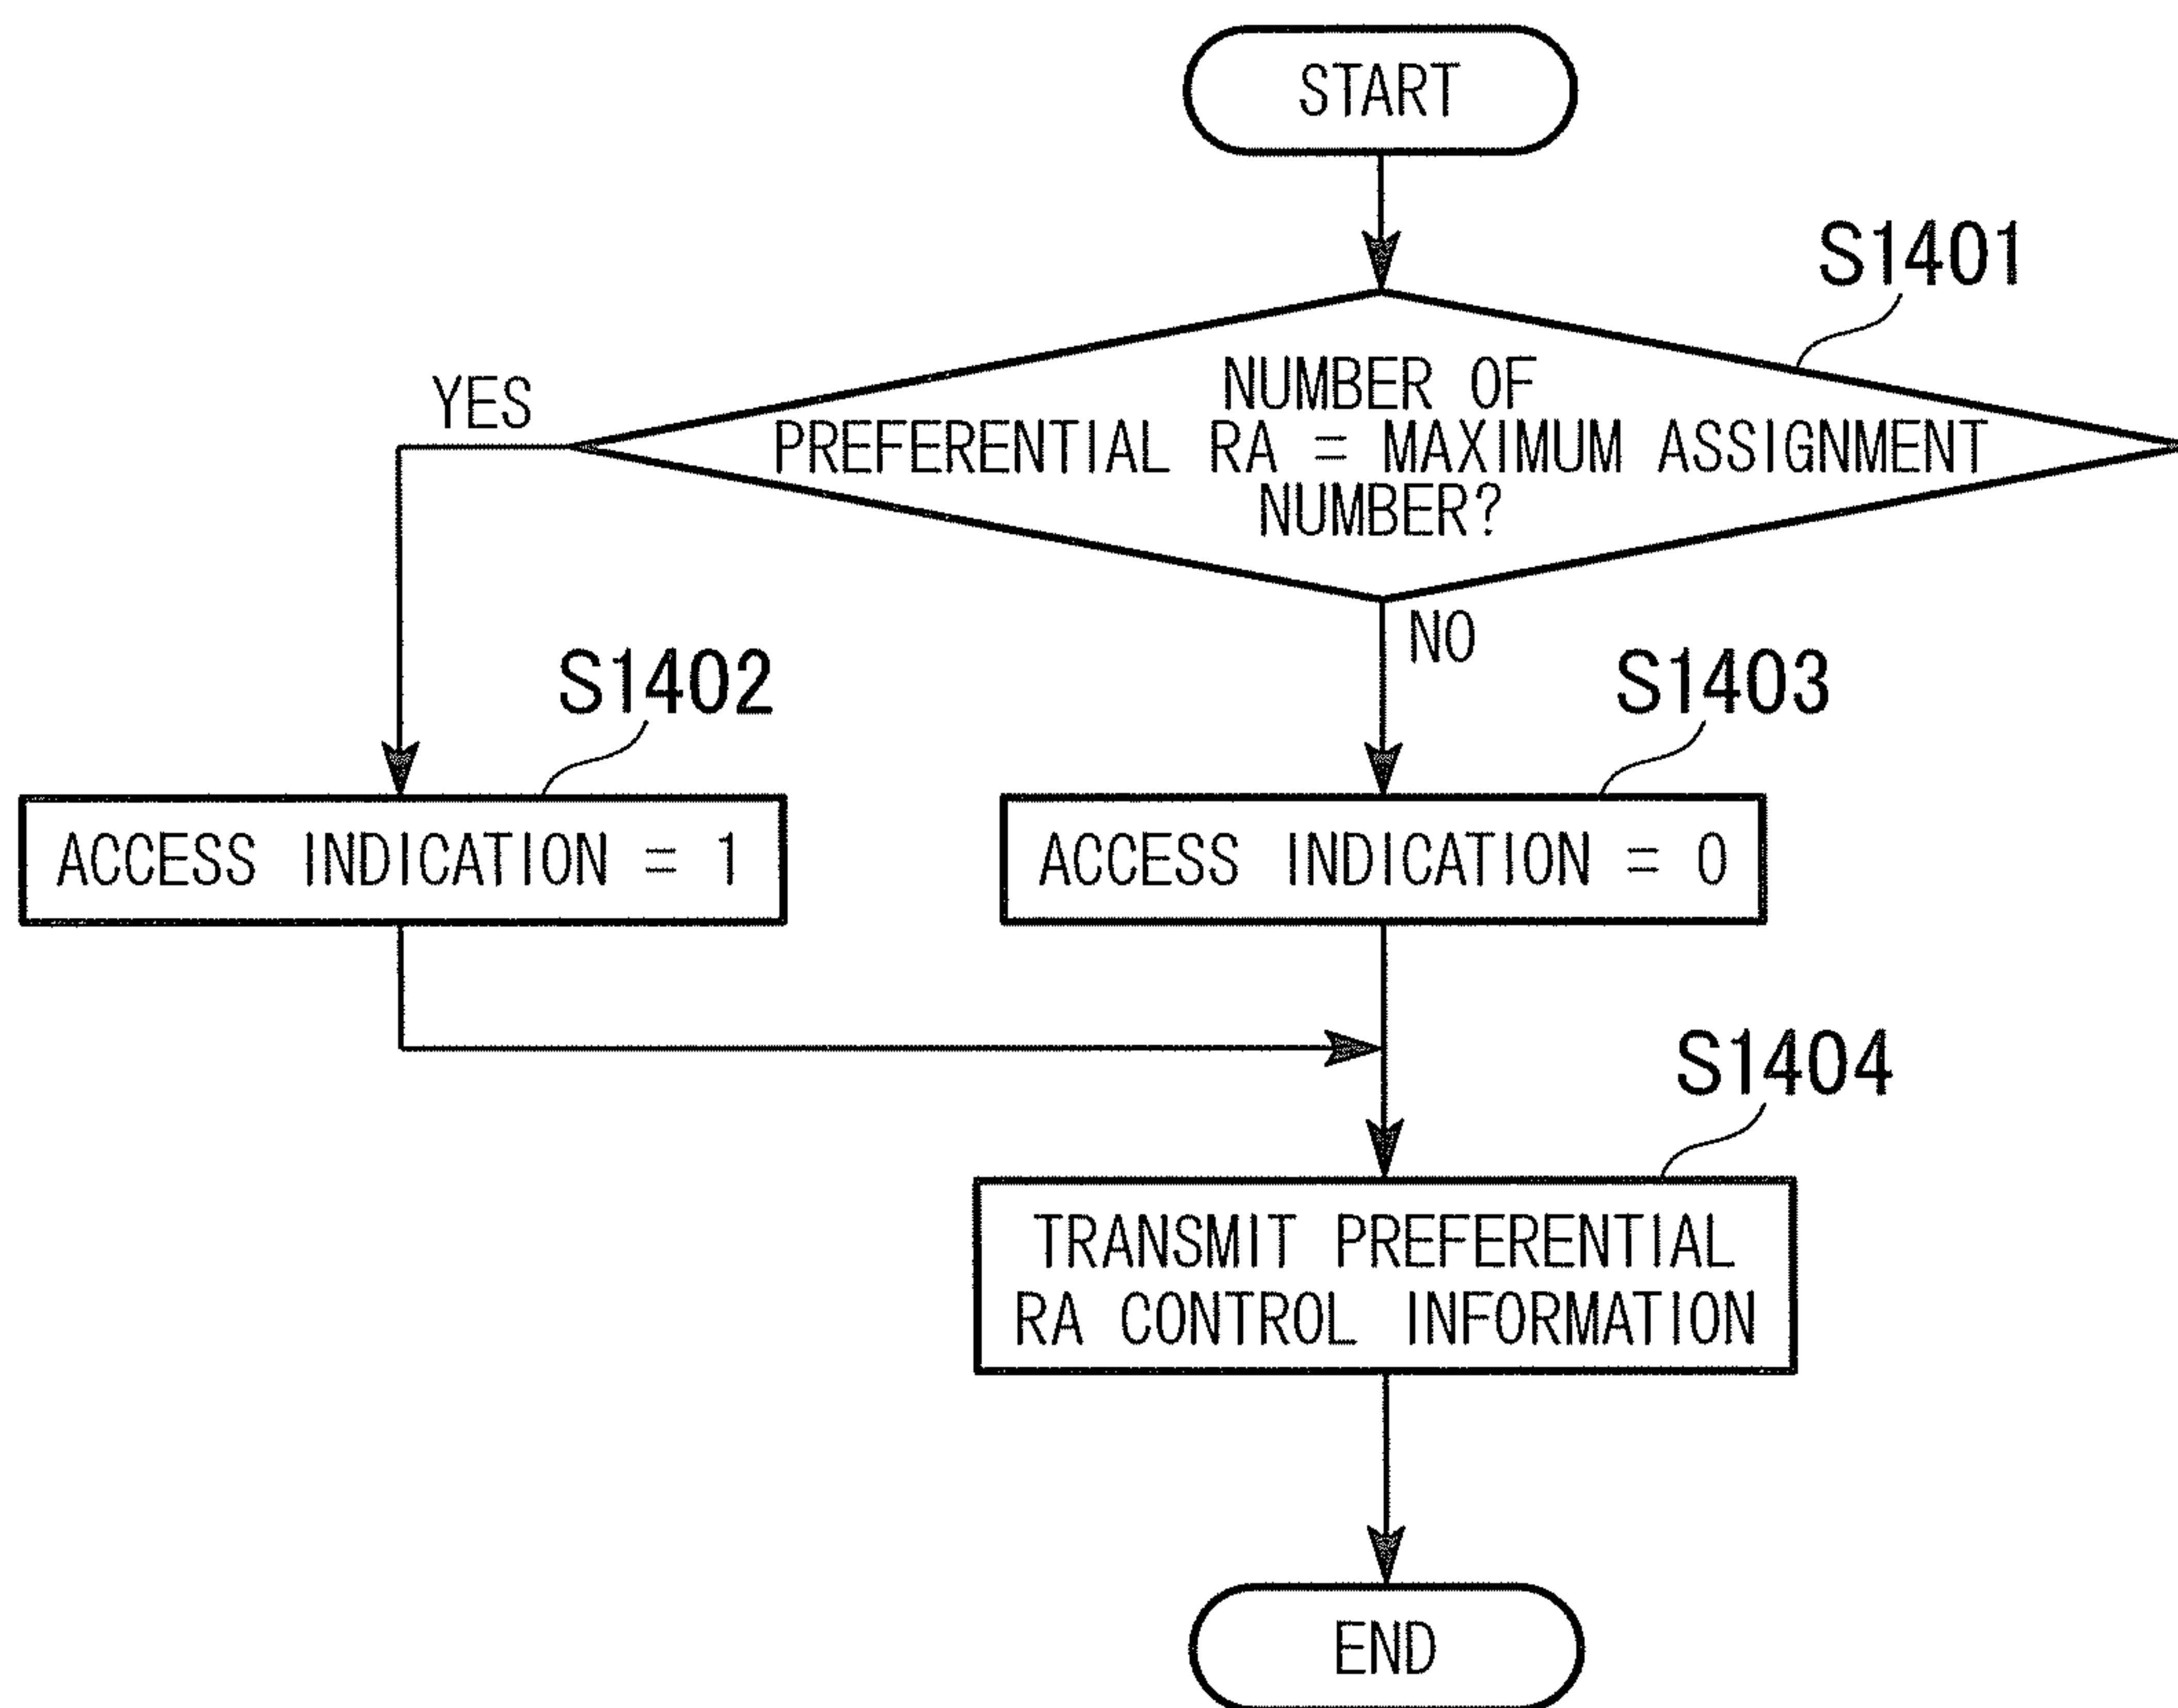 START
S1401
YES
NUMBER OF
PREFERENTIAL RA = MAXIMUM ASSIGNMENT
NUMBER?
NO
S1402
S1403
ACCESS INDICATION = 1
ACCESS INDICATION = 0
S1404
TRANSMIT PREFERENTIAL
RA CONTROL INFORMATION
END